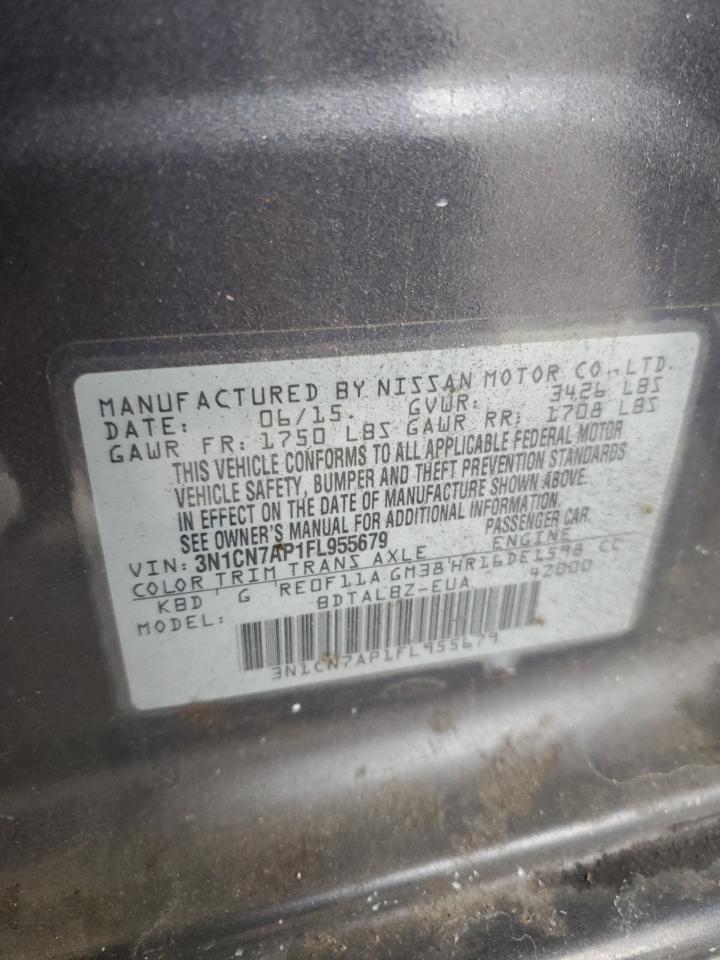 MANUFACTURED BY NISSAN MOTOR CO.,LTD.
DATE: 06/15. GVWR: 3426 LBS
GAWR FR: 1750 LBS GAWR RR: 1708 LBS
THIS VEHICLE CONFORMS TO ALL APPLICABLE FEDERAL MOTOR
VEHICLE SAFETY, BUMPER AND THEFT PREVENTION STANDARDS
IN EFFECT ON THE DATE OF MANUFACTURE SHOWN ABOVE.
SEE OWNER'S MANUAL FOR ADDITIONAL INFORMATION.
VIN: 3N1CN7AP1FL955679 PASSENGER CAR.
COLOR TRIM TRANS AXLE ENGINE
KBD ' G ' RE0F11A GM38 ' HR16DE1598 CC
MODEL: BDTALBZ-EUA 42000
3N1CN7AP1FL955679